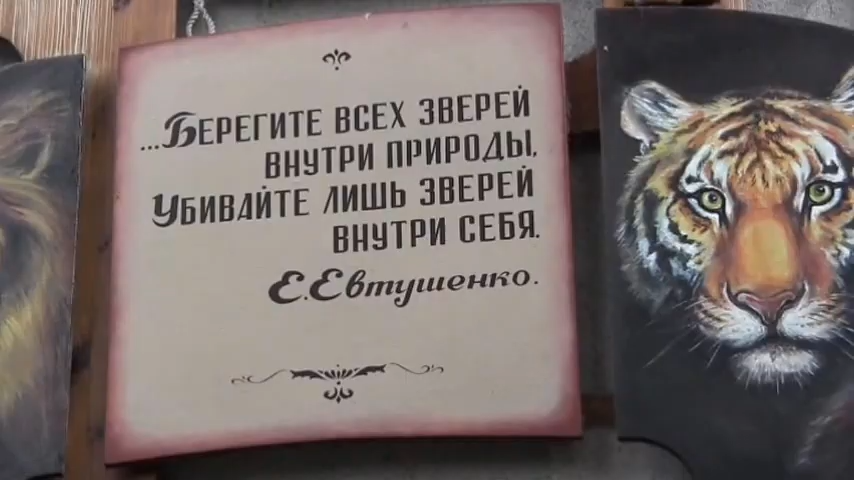 ...Берегите всех зверей
внутри природы,
Убивайте лишь зверей
внутри себя.
Е.Евтушенко.